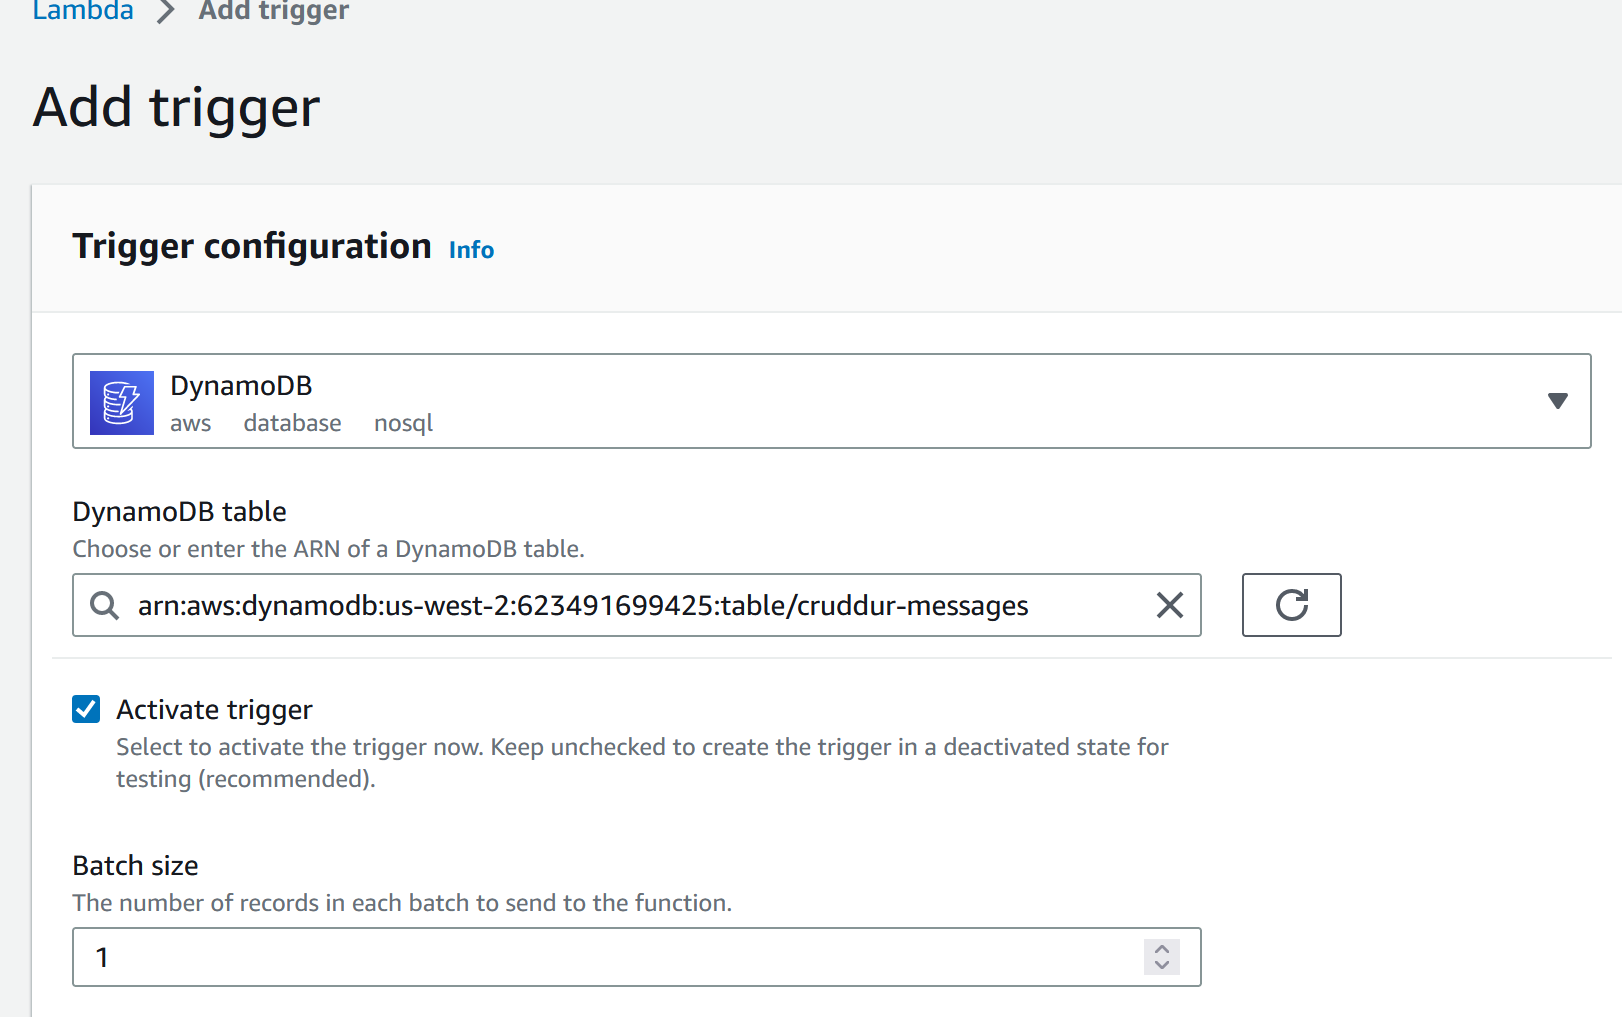 Lambda > Add trigger
Add trigger
Trigger configuration Info
DynamoDB
aws database nosql
DynamoDB table
Choose or enter the ARN of a DynamoDB table.
arn:aws:dynamodb:us-west-2:623491699425:table/cruddur-messages
Activate trigger
Select to activate the trigger now. Keep unchecked to create the trigger in a deactivated state for
testing (recommended).
Batch size
The number of records in each batch to send to the function.
1